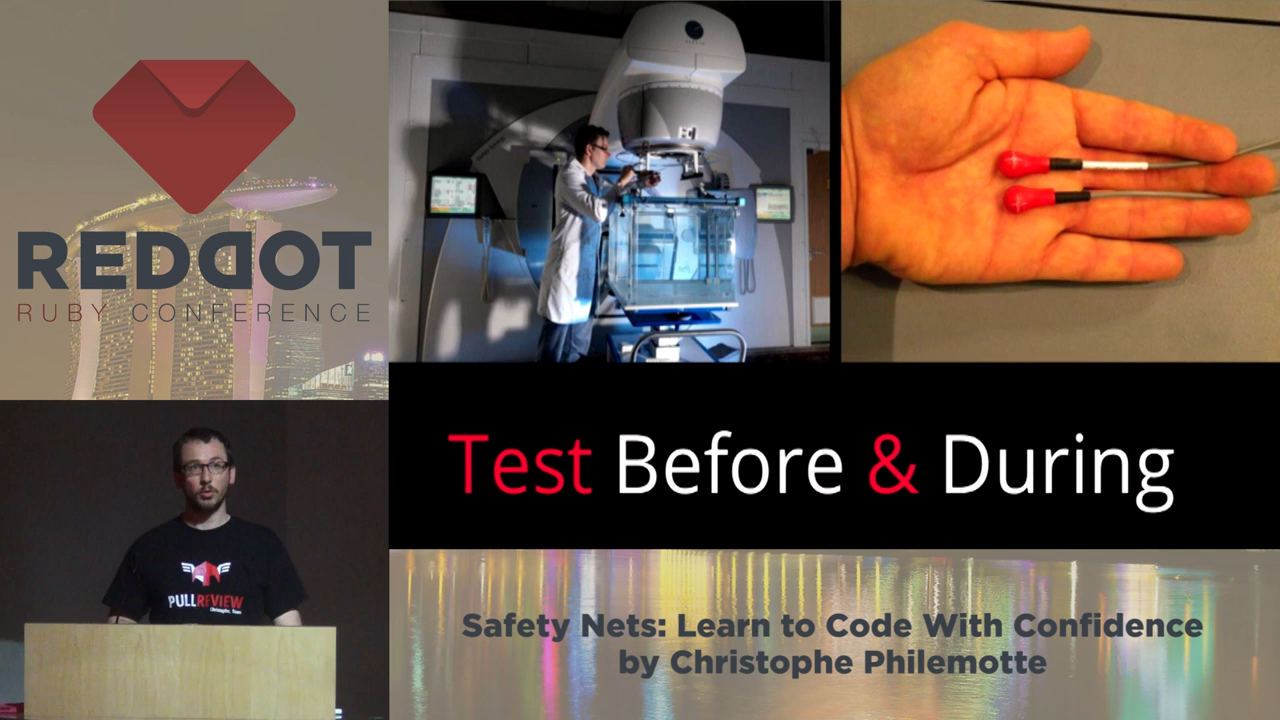 REDDOT
RUBY CONFERENCE
Test Before & During
PULLREVIEW
Safety Nets: Learn to Code With Confidence
by Christophe Philemotte